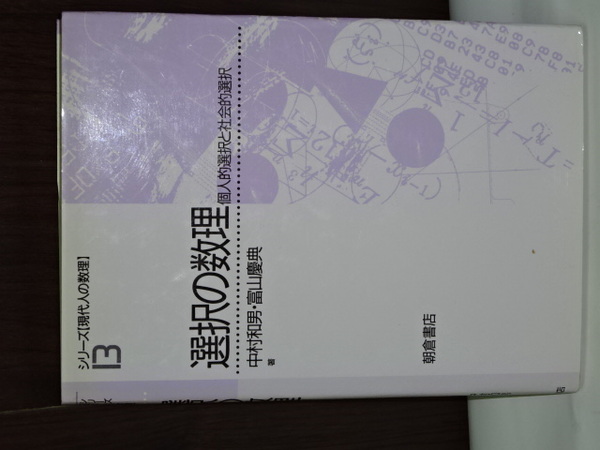 シリーズ[現代人の数理]
13
選択の数理
個人的選択と社会的選択
中村和男・富山慶典
著
朝倉書店